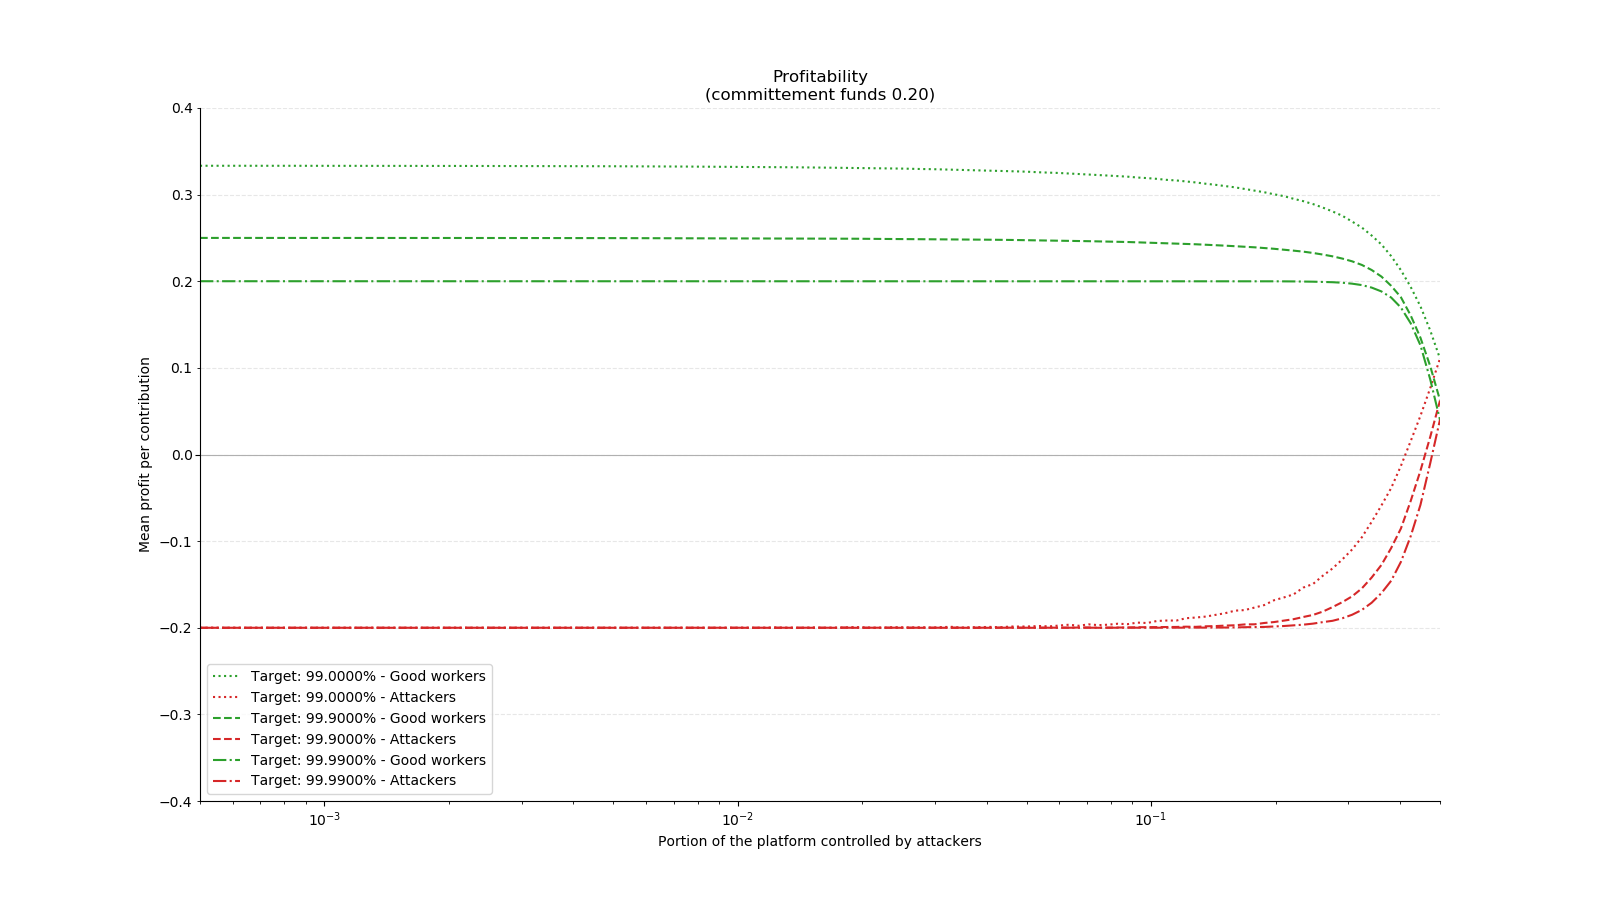 Profitability
(committement funds 0.20)
0.4
0.3
0.2
0.1
0.0
−0.1
−0.2
−0.3
−0.4
Mean profit per contribution
Target: 99.0000% - Good workers
Target: 99.0000% - Attackers
Target: 99.9000% - Good workers
Target: 99.9000% - Attackers
Target: 99.9900% - Good workers
Target: 99.9900% - Attackers
10⁻³ 10⁻² 10⁻¹
Portion of the platform controlled by attackers